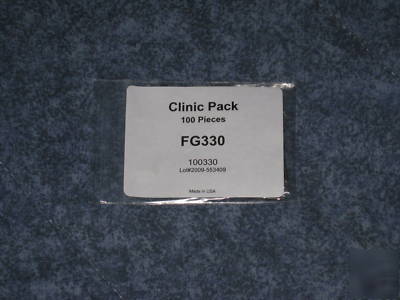 Clinic Pack
100 Pieces
FG330
100330
Lot#2009-553409
Made in USA